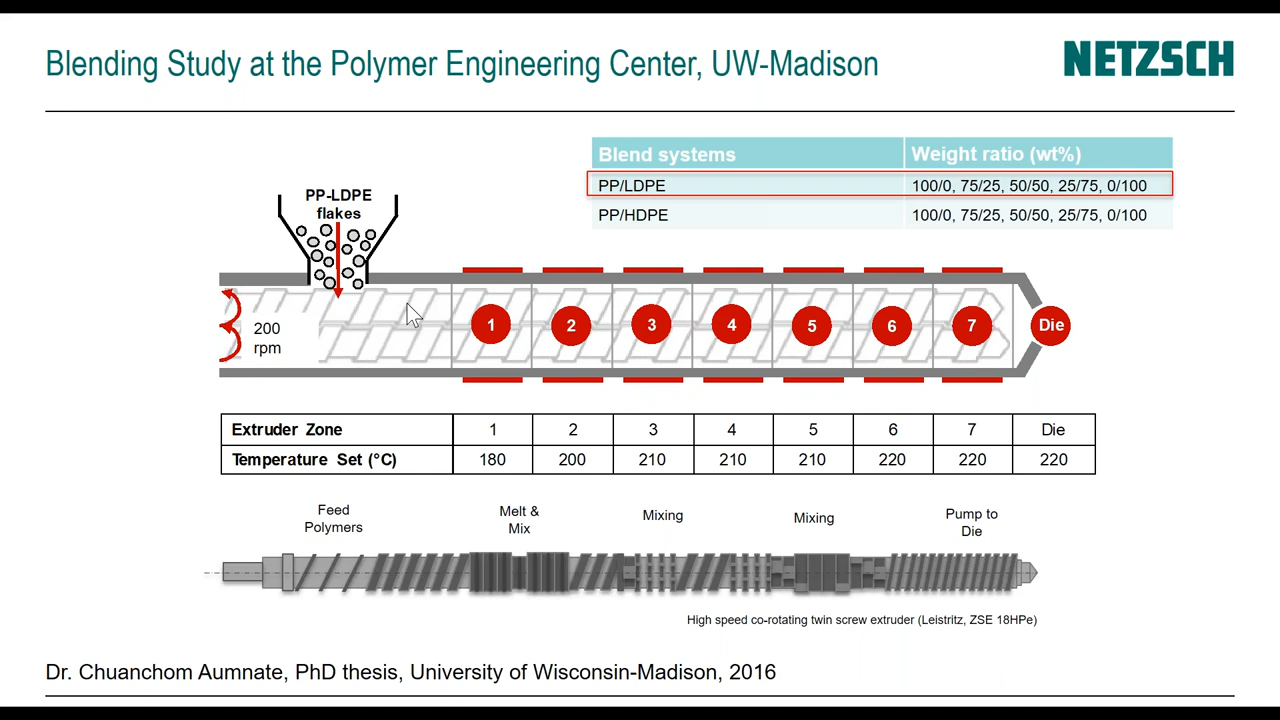 Blending Study at the Polymer Engineering Center, UW-Madison
NETZSCH
Blend systems Weight ratio (wt%)
PP/LDPE 100/0, 75/25, 50/50, 25/75, 0/100
PP/HDPE 100/0, 75/25, 50/50, 25/75, 0/100
PP-LDPE
flakes
200
rpm
1 2 3 4 5 6 7 Die
Extruder Zone 1 2 3 4 5 6 7 Die
Temperature Set (°C) 180 200 210 210 210 220 220 220
Feed
Polymers
Melt &
Mix
Mixing
Mixing
Pump to
Die
High speed co-rotating twin screw extruder (Leistritz, ZSE 18HPe)
Dr. Chuanchom Aumnate, PhD thesis, University of Wisconsin-Madison, 2016